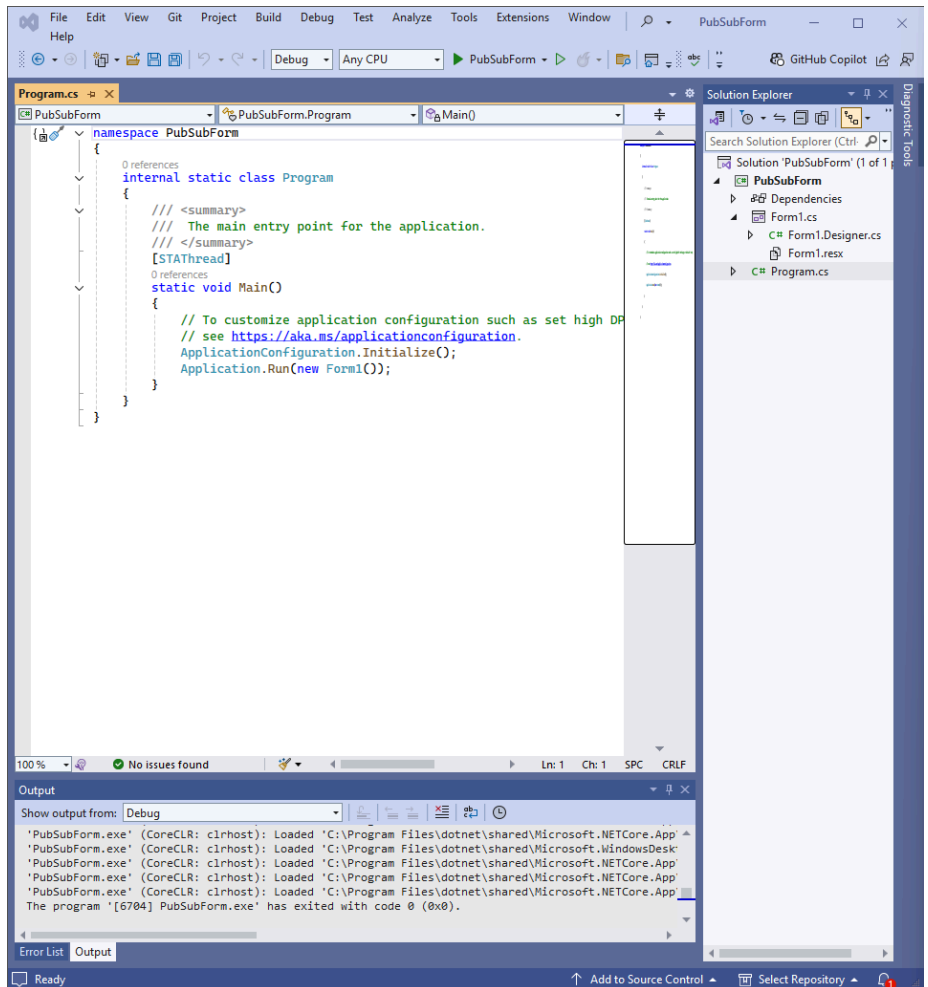 File Edit View Git Project Build Debug Test Analyze Tools Extensions Window PubSubForm
Help
Debug Any CPU PubSubForm GitHub Copilot
Program.cs
PubSubForm PubSubForm.Program Main()
namespace PubSubForm
{
0 references
internal static class Program
{
/// <summary>
/// The main entry point for the application.
/// </summary>
[STAThread]
0 references
static void Main()
{
// To customize application configuration such as set high DP
// see https://aka.ms/applicationconfiguration.
ApplicationConfiguration.Initialize();
Application.Run(new Form1());
}
}
}
100 % No issues found Ln: 1 Ch: 1 SPC CRLF
Output
Show output from: Debug
'PubSubForm.exe' (CoreCLR: clrhost): Loaded 'C:\Program Files\dotnet\shared\Microsoft.NETCore.App
'PubSubForm.exe' (CoreCLR: clrhost): Loaded 'C:\Program Files\dotnet\shared\Microsoft.WindowsDesk
'PubSubForm.exe' (CoreCLR: clrhost): Loaded 'C:\Program Files\dotnet\shared\Microsoft.NETCore.App
'PubSubForm.exe' (CoreCLR: clrhost): Loaded 'C:\Program Files\dotnet\shared\Microsoft.NETCore.App
'PubSubForm.exe' (CoreCLR: clrhost): Loaded 'C:\Program Files\dotnet\shared\Microsoft.NETCore.App
The program '[6704] PubSubForm.exe' has exited with code 0 (0x0).
Error List Output
Solution Explorer
Search Solution Explorer (Ctrl
Solution 'PubSubForm' (1 of 1
C# PubSubForm
Dependencies
Form1.cs
C# Form1.Designer.cs
Form1.resx
C# Program.cs
Diagnostic Tools
Ready Add to Source Control Select Repository 1